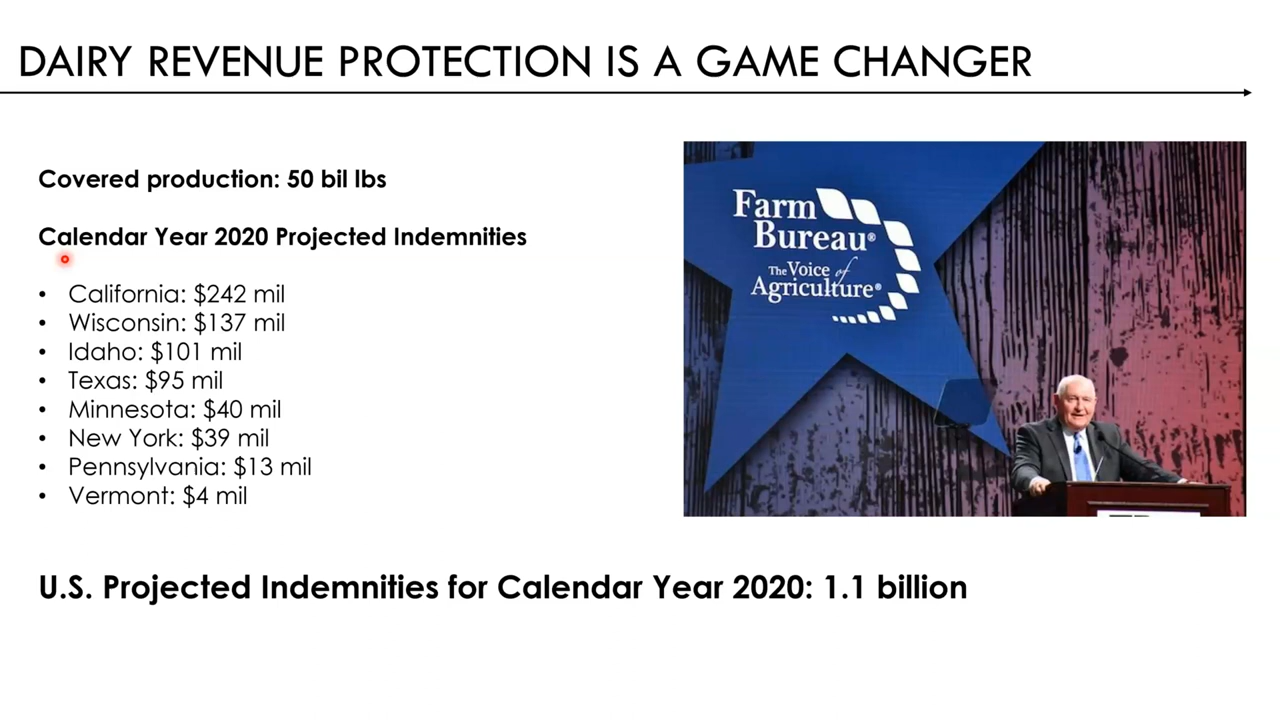 DAIRY REVENUE PROTECTION IS A GAME CHANGER
Covered production: 50 bil lbs
Calendar Year 2020 Projected Indemnities
• California: $242 mil
• Wisconsin: $137 mil
• Idaho: $101 mil
• Texas: $95 mil
• Minnesota: $40 mil
• New York: $39 mil
• Pennsylvania: $13 mil
• Vermont: $4 mil
Farm
Bureau®
The Voice of
Agriculture®
U.S. Projected Indemnities for Calendar Year 2020: 1.1 billion